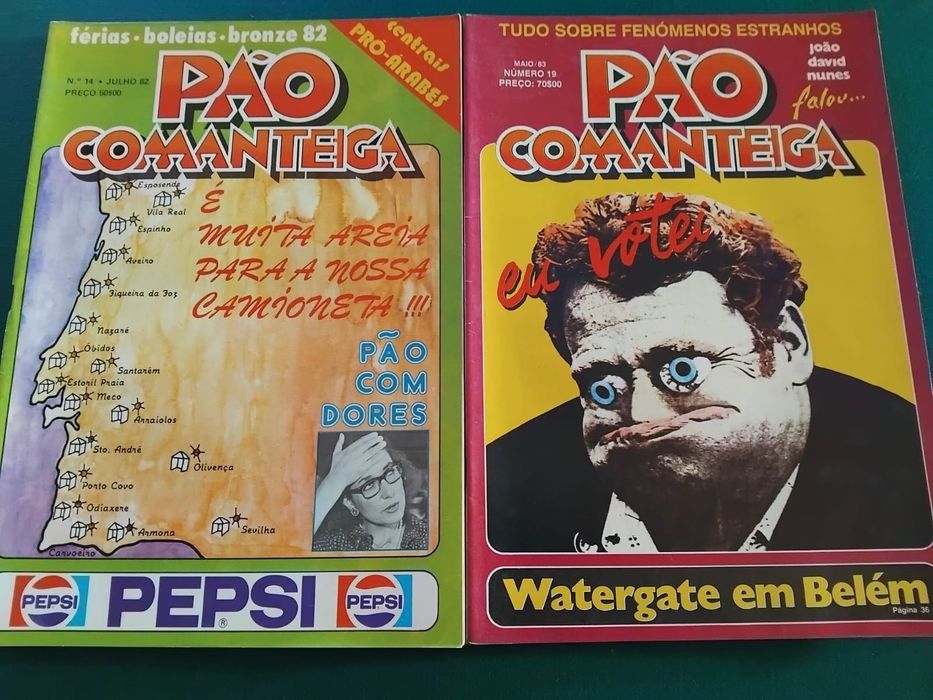 férias • boleias • bronze 82
centrais
PRÓ-ARABES
N.º 14 • JULHO 82
PREÇO 50$00
PÃO
COMANTEIGA
É
MUITA AREIA
PARA A NOSSA
CAMIONETA !!!
Esposende
Vila Real
Espinho
Aveiro
Figueira da Foz
Nazaré
Óbidos
Santarém
Estoril Praia
Meco
Arraiolos
Sto. André
Olivença
Porto Covo
Odiaxere
Armona
Sevilha
Carvoeiro
PÃO
COM
DORES
PEPSI
PEPSI®
PEPSI
TUDO SOBRE FENÓMENOS ESTRANHOS
MAIO/83
NÚMERO 19
PREÇO: 70$00
joão
david
nunes
falou...
PÃO
COMANTEIGA
eu votei...
Watergate em Belém
Página 36